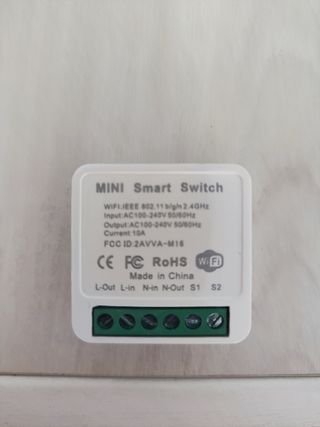 MINI Smart Switch
WIFI:IEEE 802.11 b/g/n 2.4GHz
Input:AC100-240V 50/60Hz
Output:AC100-240V 50/60Hz
Current:10A
FCC ID:2AVVA-M16
CE FC RoHS WiFi
Made in China
L-Out L-in N-in N-Out S1 S2